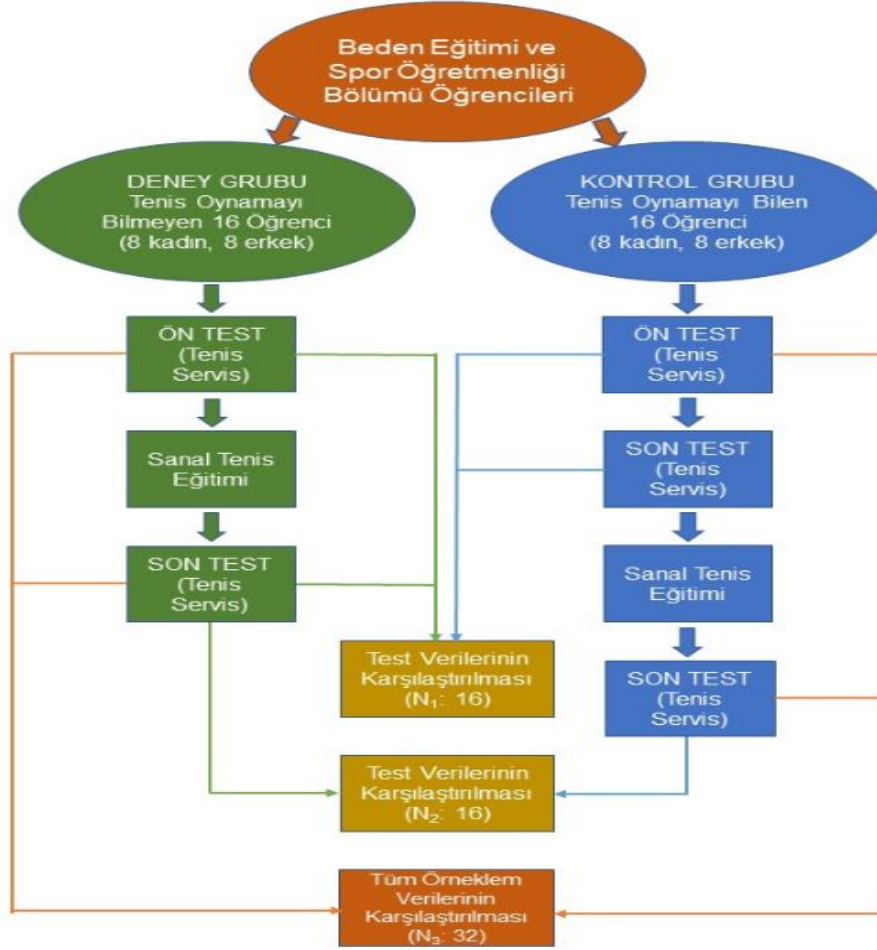 Beden Eğitimi ve
Spor Öğretmenliği
Bölümü Öğrencileri
DENEY GRUBU
Tenis Oynamayı
Bilmeyen 16 Öğrenci
(8 kadın, 8 erkek)
KONTROL GRUBU
Tenis Oynamayı Bilen
16 Öğrenci
(8 kadın, 8 erkek)
ÖN TEST
(Tenis
Servis)
Sanal Tenis
Eğitimi
SON TEST
(Tenis
Servis)
ÖN TEST
(Tenis
Servis)
SON TEST
(Tenis
Servis)
Sanal Tenis
Eğitimi
SON TEST
(Tenis
Servis)
Test Verilerinin
Karşılaştırılması
(N₁: 16)
Test Verilerinin
Karşılaştırılması
(N₂: 16)
Tüm Örneklem
Verilerinin
Karşılaştırılması
(N₃: 32)